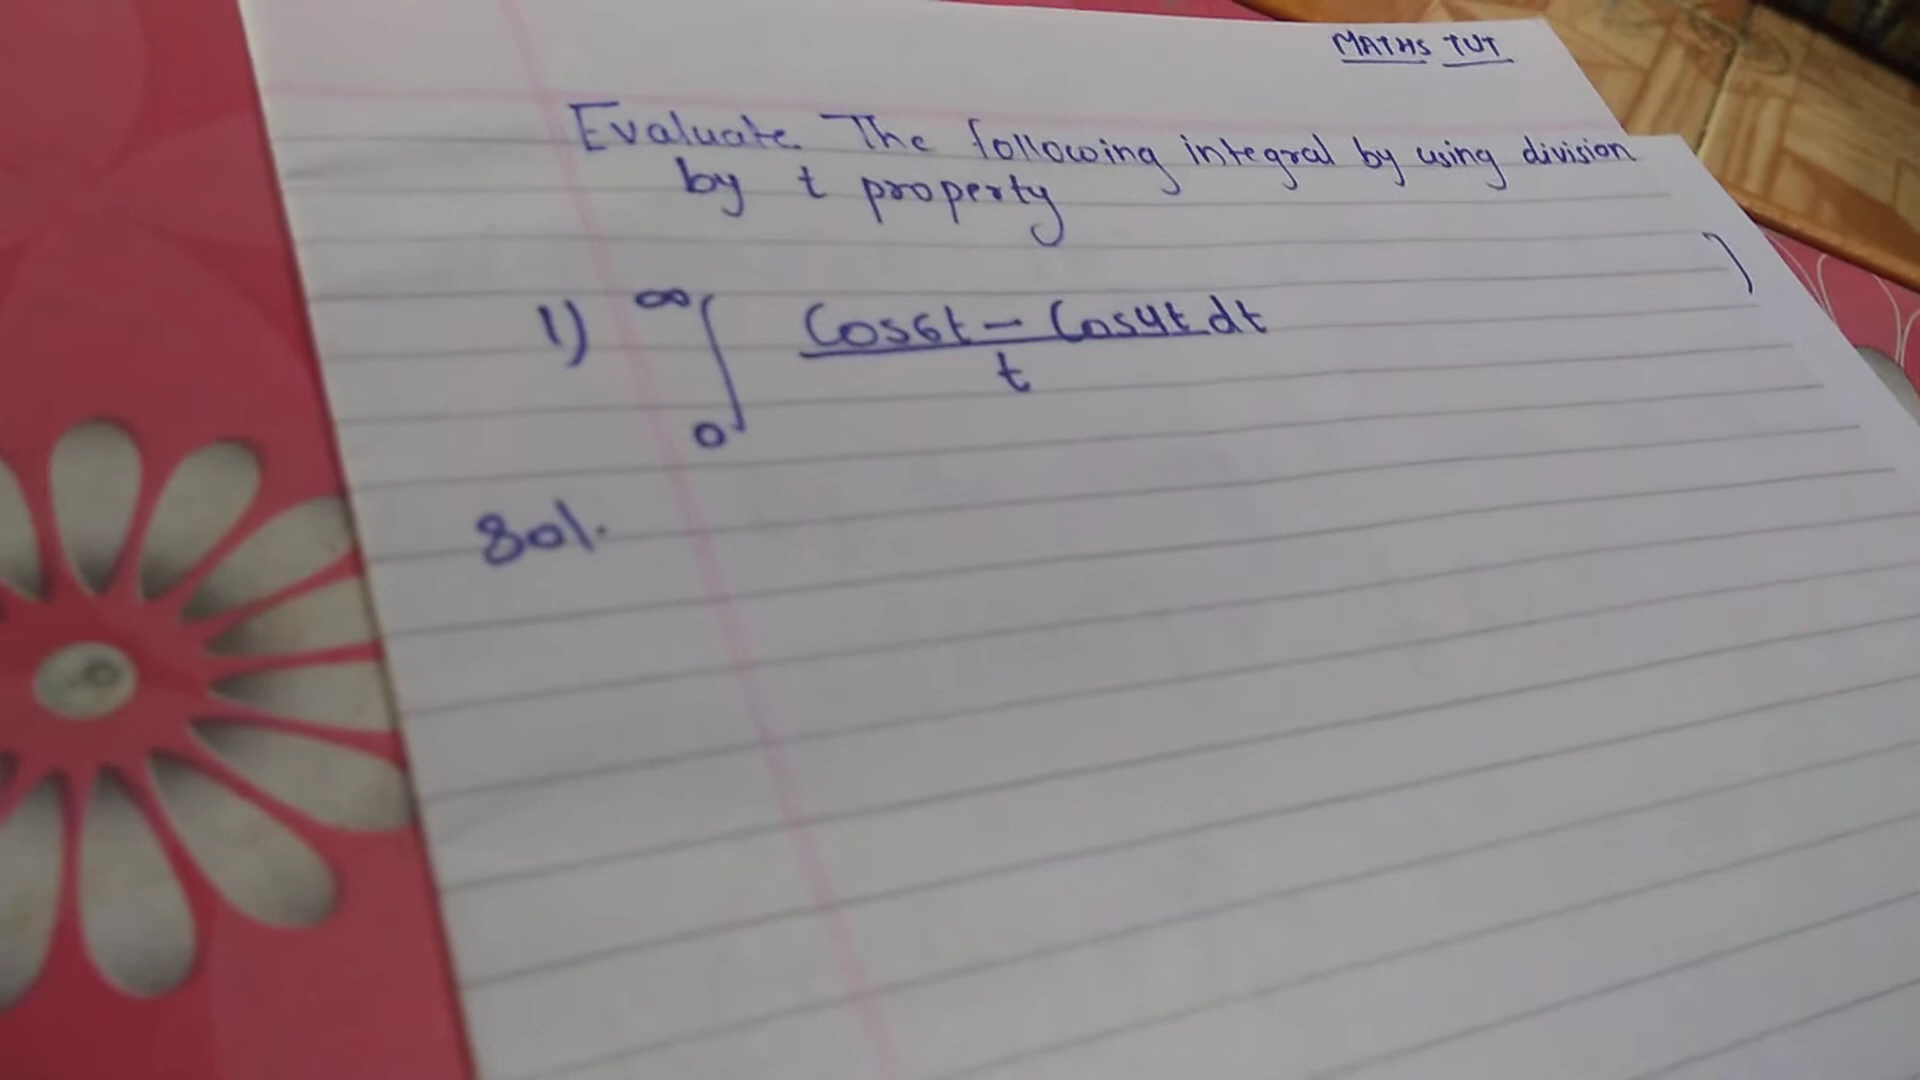 MATHS TUT
Evaluate The following integral by using division
by t property
1) ∞∫0 Cos6t - Cos4t dt
t
Sol.